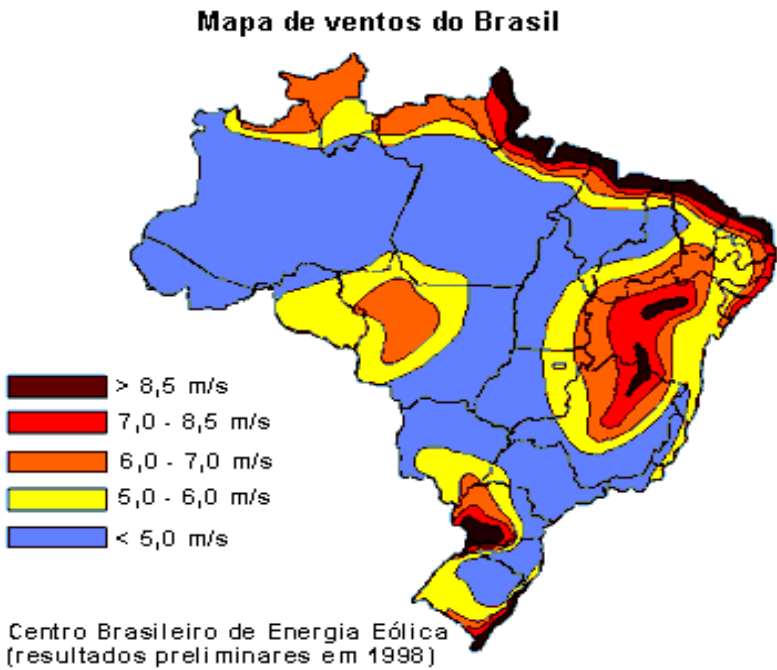 Mapa de ventos do Brasil
> 8,5 m/s
7,0 - 8,5 m/s
6,0 - 7,0 m/s
5,0 - 6,0 m/s
< 5,0 m/s
Centro Brasileiro de Energia Eólica
(resultados preliminares em 1998)